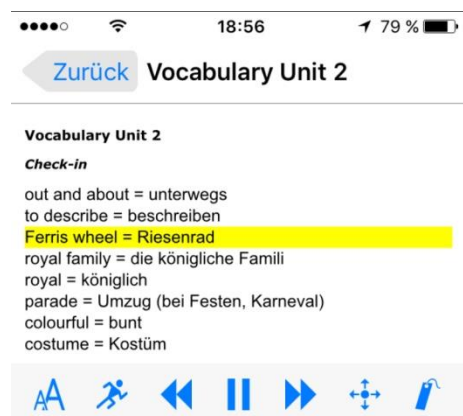 18:56
79 %
Zurück
Vocabulary Unit 2
Vocabulary Unit 2
Check-in
out and about = unterwegs
to describe = beschreiben
Ferris wheel = Riesenrad
royal family = die königliche Famili
royal = königlich
parade = Umzug (bei Festen, Karneval)
colourful = bunt
costume = Kostüm
AA